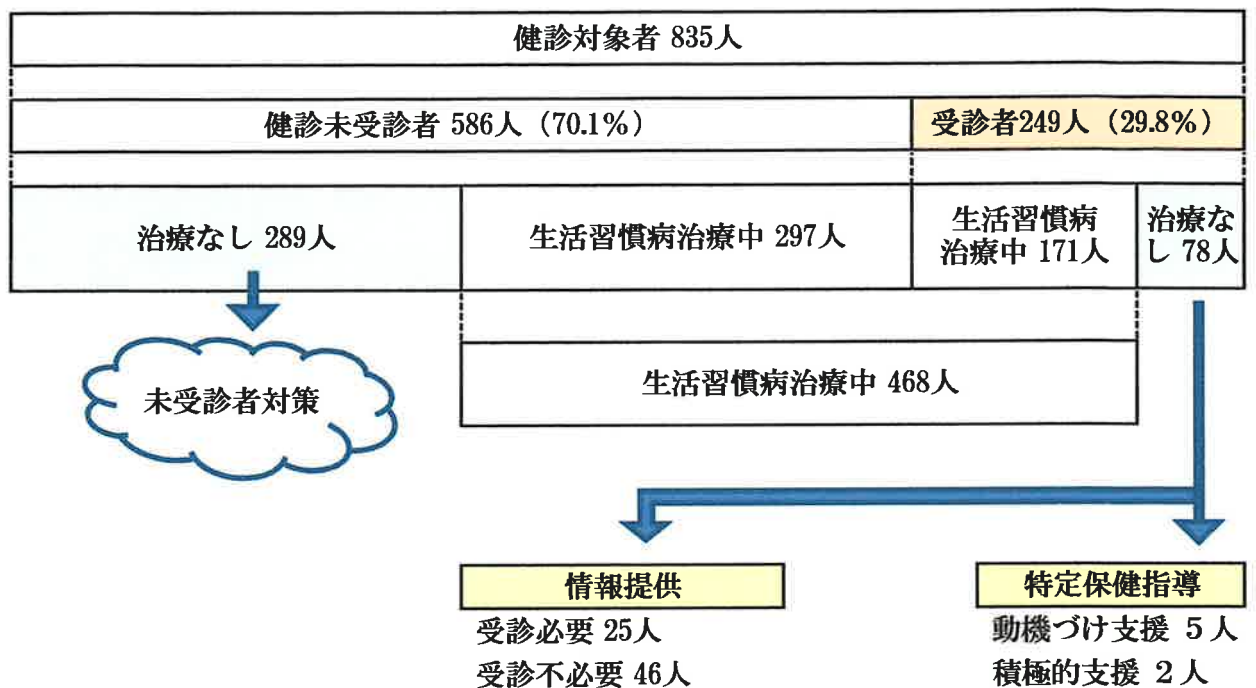 健診対象者 835人
健診未受診者 586人（70.1%）
受診者249人（29.8%）
治療なし 289人
生活習慣病治療中 297人
生活習慣病
治療中 171人
治療な
し 78人
未受診者対策
生活習慣病治療中 468人
情報提供
受診必要 25人
受診不必要 46人
特定保健指導
動機づけ支援 5人
積極的支援 2人